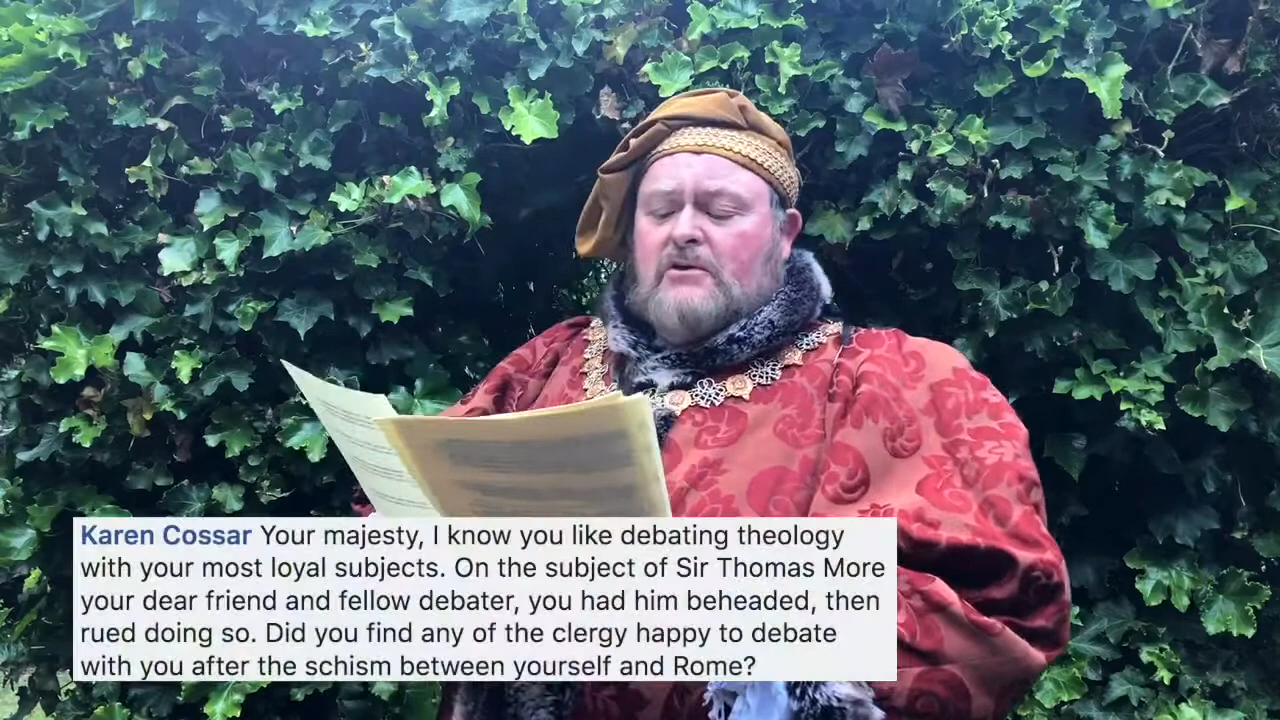 Karen Cossar Your majesty, I know you like debating theology
with your most loyal subjects. On the subject of Sir Thomas More
your dear friend and fellow debater, you had him beheaded, then
rued doing so. Did you find any of the clergy happy to debate
with you after the schism between yourself and Rome?